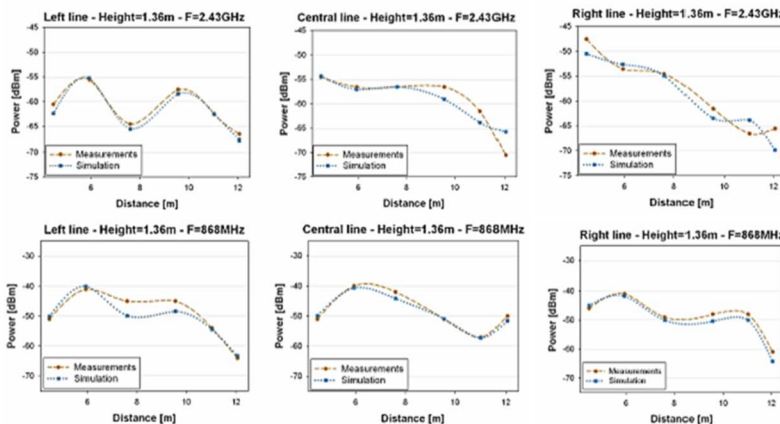 Left line - Height=1.36m - F=2.43GHz
-45
-50
-55
-60
-65
-70
-75
Power [dBm]
Measurements
Simulation
6
8
10
12
Distance [m]
Central line - Height=1.36m - F=2.43GHz
-45
-50
-55
-60
-65
-70
-75
Power [dBm]
Measurements
Simulation
6
8
10
12
Distance [m]
Right line - Height=1.36m - F=2.43GHz
-45
-50
-55
-60
-65
-70
-75
Power [dBm]
Measurements
Simulation
6
8
10
12
Distance [m]
Left line - Height=1.36m - F=868MHz
-30
-40
-50
-60
-70
Power [dBm]
Measurements
Simulation
6
8
10
12
Distance [m]
Central line - Height=1.36m - F=868MHz
-30
-40
-50
-60
-70
Power [dBm]
Measurements
Simulation
6
8
10
12
Distance [m]
Right line - Height=1.36m - F=868MHz
-30
-40
-50
-60
-70
Power [dBm]
Measurements
Simulation
6
8
10
12
Distance [m]